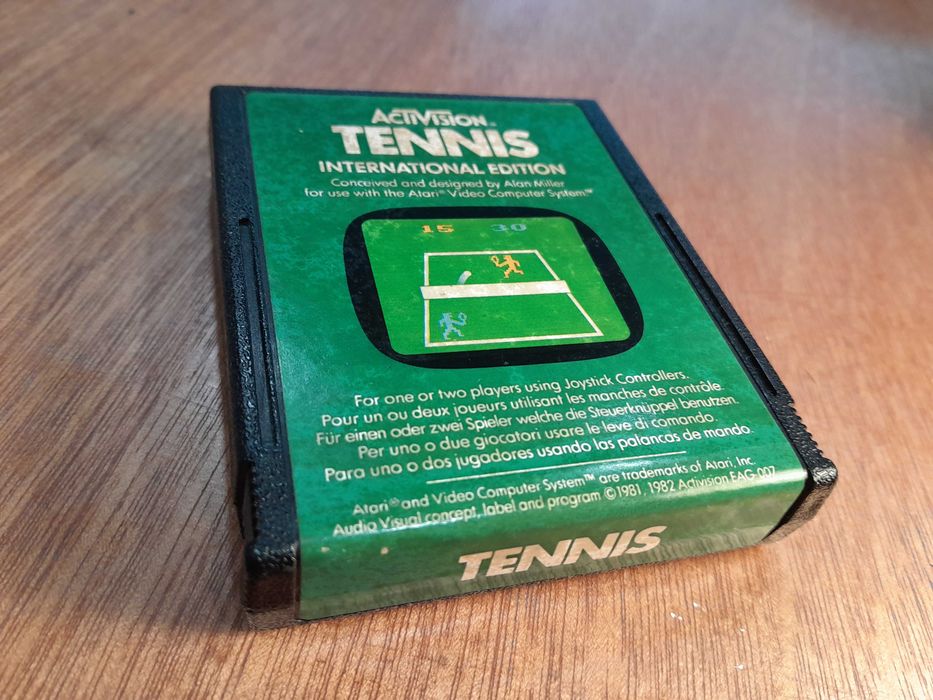 ACTIVISION™
TENNIS
INTERNATIONAL EDITION
Conceived and designed by Alan Miller
for use with the Atari® Video Computer System™
15 30
For one or two players using Joystick Controllers.
Pour un ou deux joueurs utilisant les manches de contrôle.
Für einen oder zwei Spieler welche die Steuerknüppel benutzen.
Per uno o due giocatori usare le leve di comando.
Para uno o dos jugadores usando las palancas de mando.
Atari® and Video Computer System™ are trademarks of Atari, Inc.
Audio Visual concept, label and program ©1981, 1982 Activision EAG-007
TENNIS